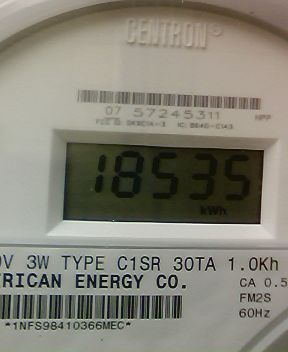 CENTRON®
07 57245311
HPP
18535
kWh
V 3W TYPE C1SR 30TA 1.0Kh
RICAN ENERGY CO.
CA 0.5
FM2S
60Hz
*1NFS98410366MEC*